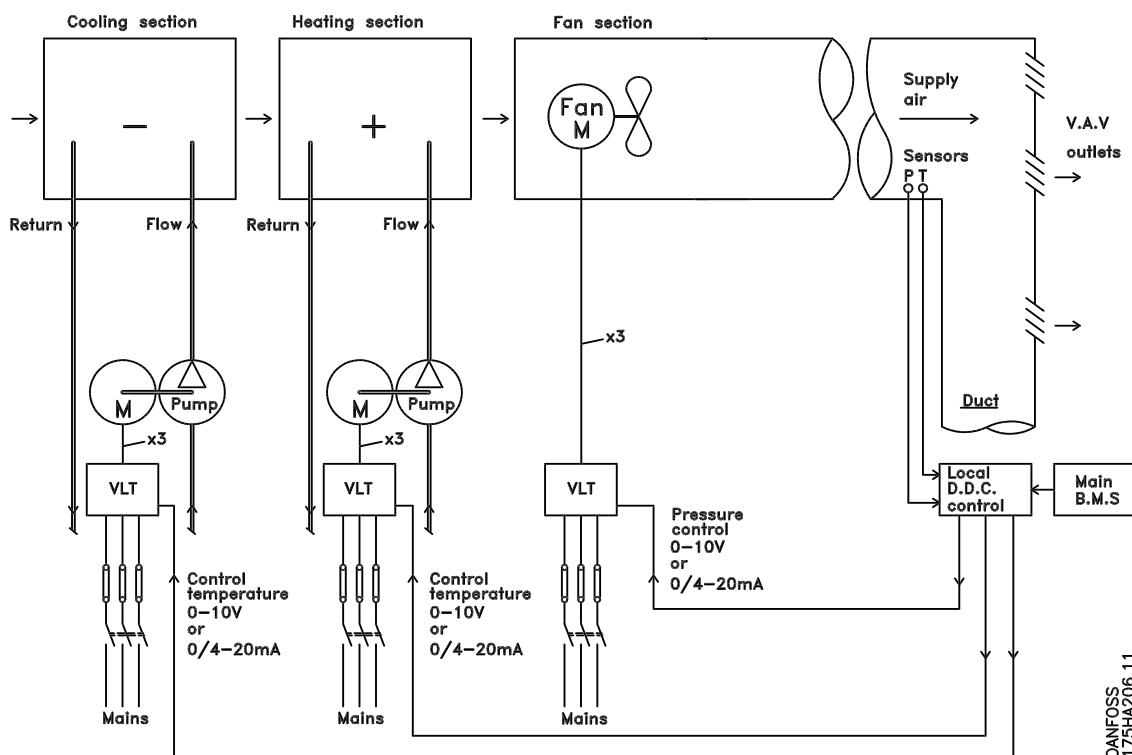 Cooling section
Heating section
Fan section
−
+
Fan
M
Supply
air
Sensors
P T
V.A.V
outlets
Return
Flow
Return
Flow
x3
M
Pump
M
Pump
Duct
x3
x3
VLT
VLT
VLT
Local
D.D.C.
control
Main
B.M.S
Pressure
control
0−10V
or
0/4−20mA
Control
temperature
0−10V
or
0/4−20mA
Control
temperature
0−10V
or
0/4−20mA
Mains
Mains
Mains
DANFOSS
175HA206.11